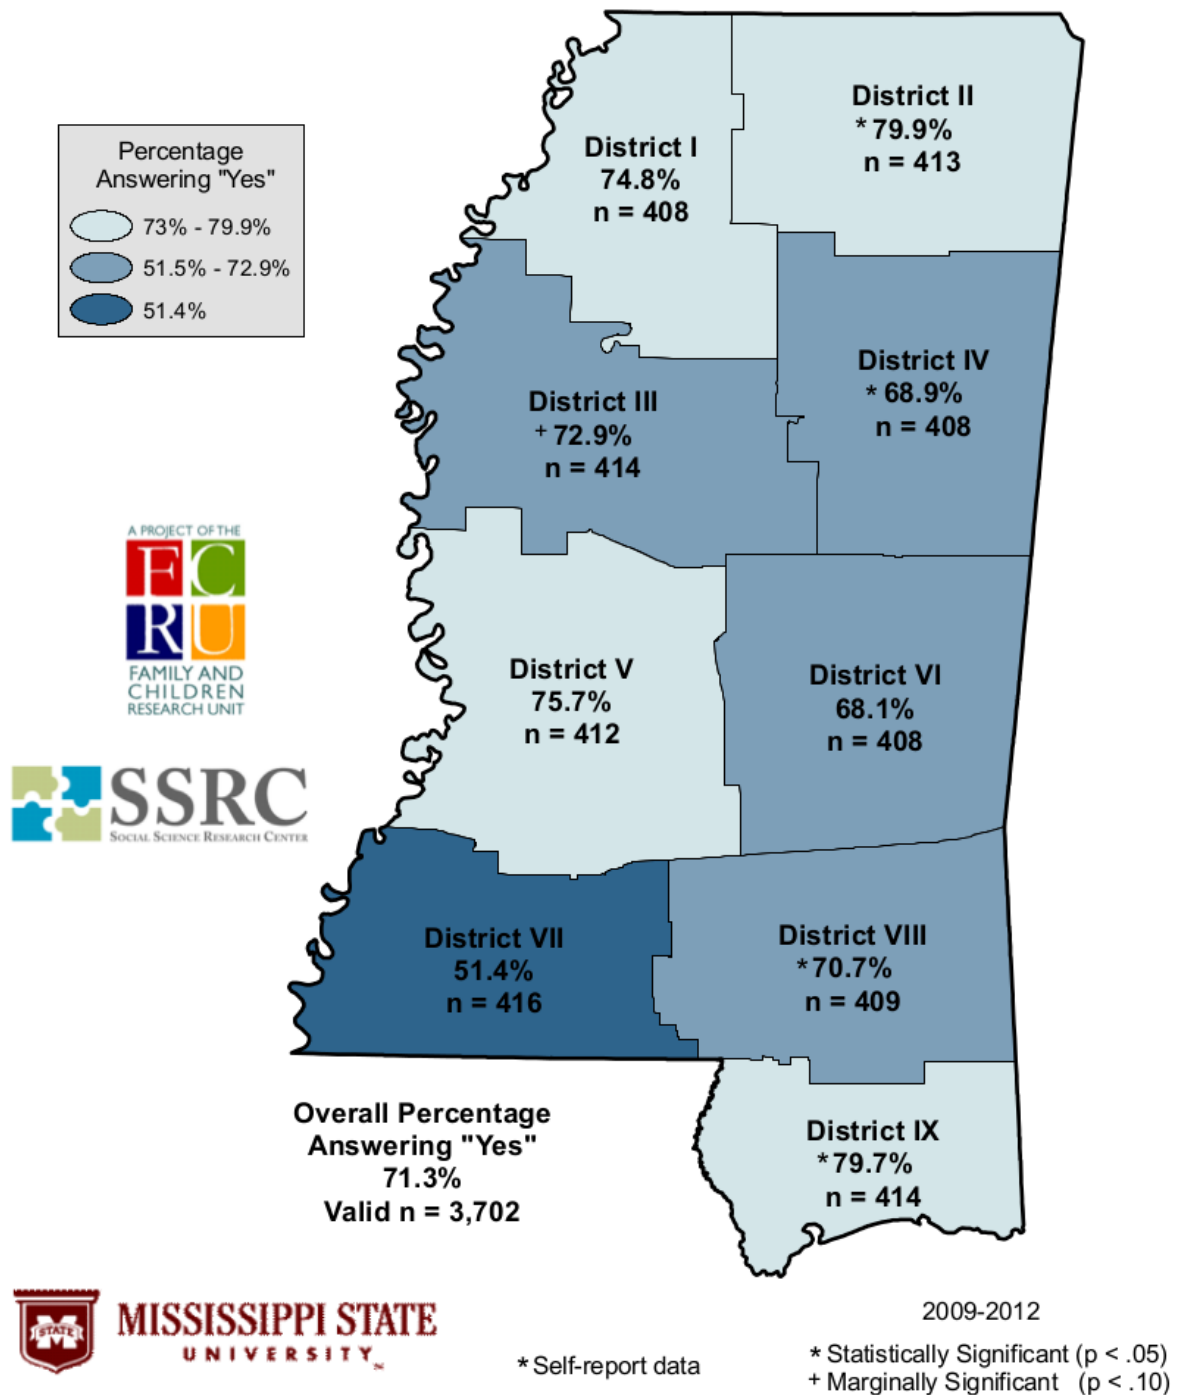 Percentage
Answering "Yes"
73% - 79.9%
51.5% - 72.9%
51.4%
District I
74.8%
n = 408
District II
* 79.9%
n = 413
District III
+ 72.9%
n = 414
District IV
* 68.9%
n = 408
A PROJECT OF THE
FC
RU
FAMILY AND
CHILDREN
RESEARCH UNIT
District V
75.7%
n = 412
District VI
68.1%
n = 408
SSRC
SOCIAL SCIENCE RESEARCH CENTER
District VII
51.4%
n = 416
District VIII
* 70.7%
n = 409
Overall Percentage
Answering "Yes"
71.3%
Valid n = 3,702
District IX
* 79.7%
n = 414
M
STATE
MISSISSIPPI STATE
UNIVERSITY
* Self-report data
2009-2012
* Statistically Significant (p < .05)
+ Marginally Significant (p < .10)